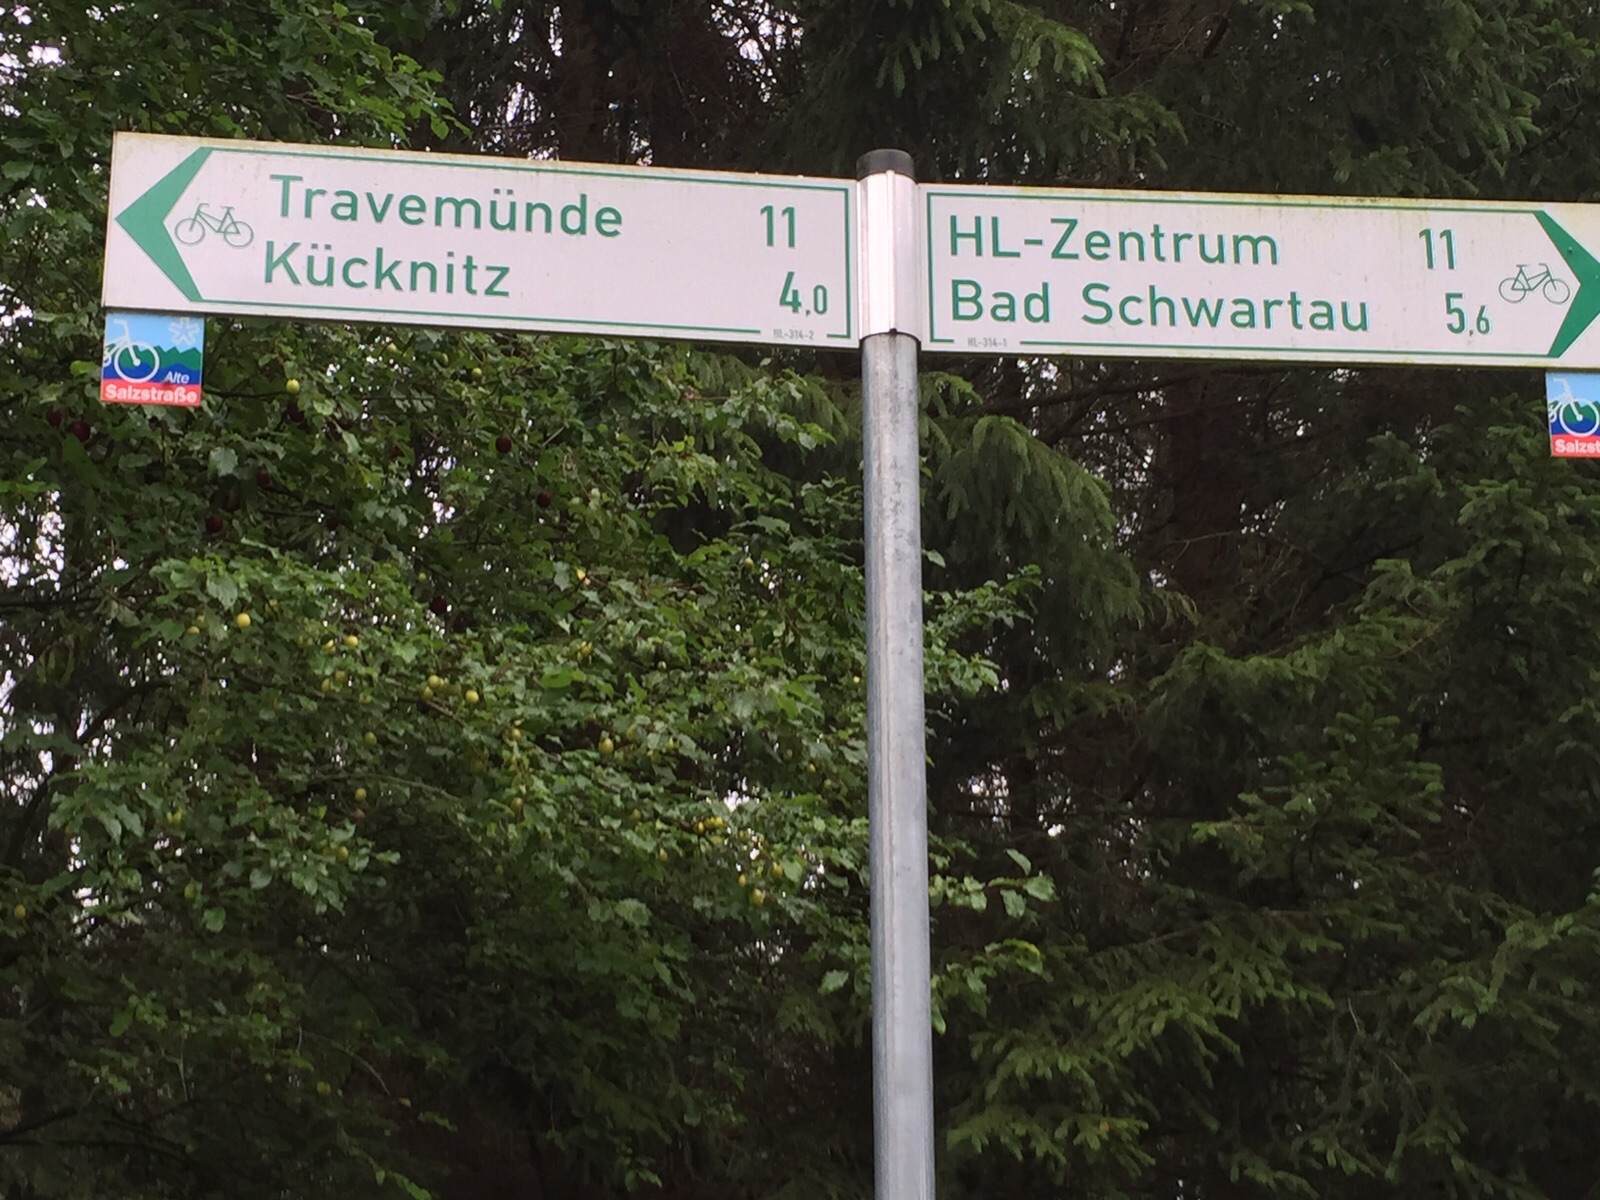 Travemünde 11
Kücknitz 4,0
HL-314-2
Alte
Salzstraße
HL-Zentrum 11
Bad Schwartau 5,6
HL-314-1
Salzst